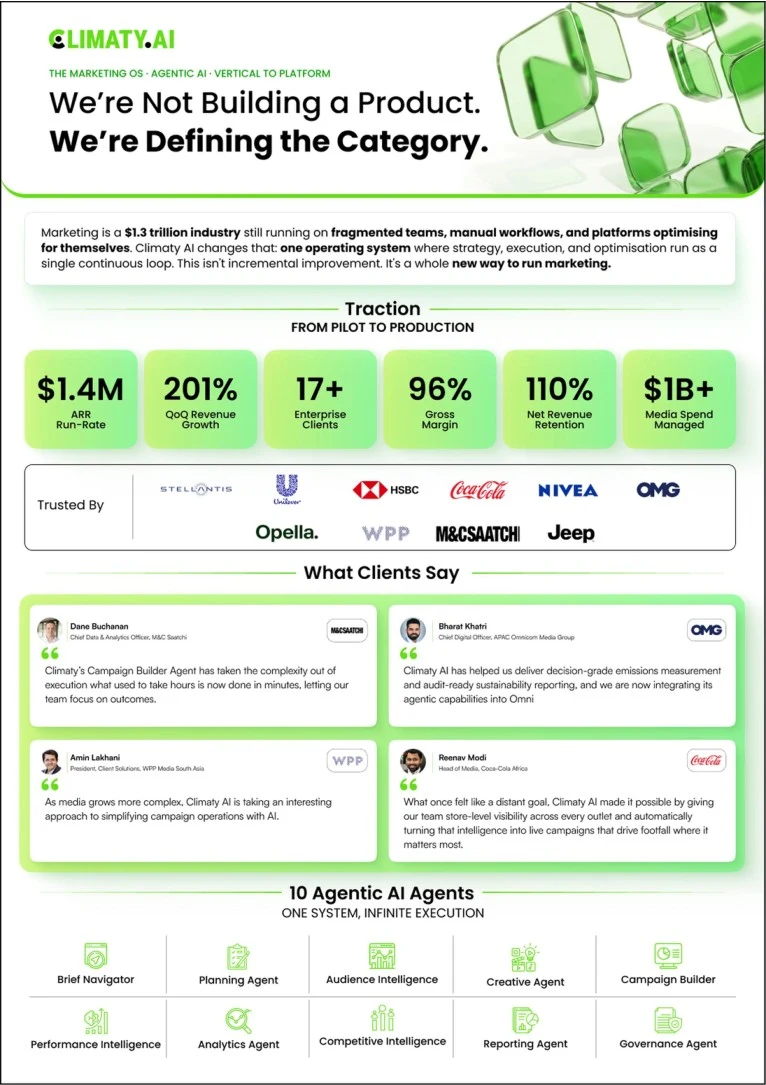 CLIMATY.AI
THE MARKETING OS · AGENTIC AI · VERTICAL TO PLATFORM
We're Not Building a Product.
We're Defining the Category.
Marketing is a $1.3 trillion industry still running on fragmented teams, manual workflows, and platforms optimising
for themselves. Climaty AI changes that: one operating system where strategy, execution, and optimisation run as a
single continuous loop. This isn't incremental improvement. It's a whole new way to run marketing.
Traction
FROM PILOT TO PRODUCTION
$1.4M
ARR
Run-Rate
201%
QoQ Revenue
Growth
17+
Enterprise
Clients
96%
Gross
Margin
110%
Net Revenue
Retention
$1B+
Media Spend
Managed
Trusted By
STELLANTIS
Unilever
HSBC
Coca-Cola
NIVEA
OMG
Opella.
WPP
M&CSAATCHI
Jeep
What Clients Say
Dane Buchanan
Chief Data & Analytics Officer, M&C Saatchi
M&CSAATCHI
Climaty's Campaign Builder Agent has taken the complexity out of
execution what used to take hours is now done in minutes, letting our
team focus on outcomes.
Bharat Khatri
Chief Digital Officer, APAC Omnicom Media Group
OMG
Climaty AI has helped us deliver decision-grade emissions measurement
and audit-ready sustainability reporting, and we are now integrating its
agentic capabilities into Omni
Amin Lakhani
President, Client Solutions, WPP Media South Asia
WPP
As media grows more complex, Climaty AI is taking an interesting
approach to simplifying campaign operations with AI.
Reenav Modi
Head of Media, Coca-Cola Africa
Coca-Cola
What once felt like a distant goal, Climaty AI made it possible by giving
our team store-level visibility across every outlet and automatically
turning that intelligence into live campaigns that drive footfall where it
matters most.
10 Agentic AI Agents
ONE SYSTEM, INFINITE EXECUTION
Brief Navigator
Planning Agent
Audience Intelligence
Creative Agent
Campaign Builder
Performance Intelligence
Analytics Agent
Competitive Intelligence
Reporting Agent
Governance Agent